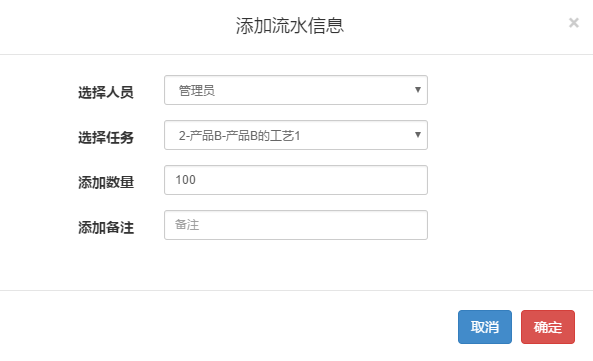 添加流水信息
×
选择人员 管理员
选择任务 2-产品B-产品B的工艺1
添加数量 100
添加备注 备注
取消 确定